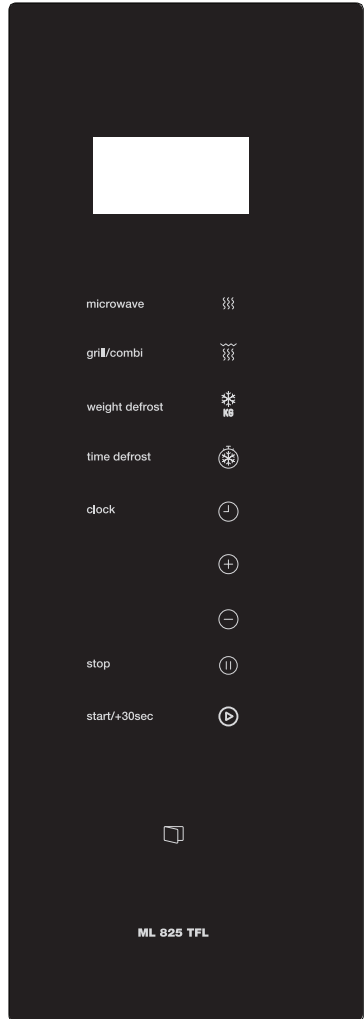 microwave
grill/combi
weight defrost
KG
time defrost
clock
stop
start/+30sec
ML 825 TFL